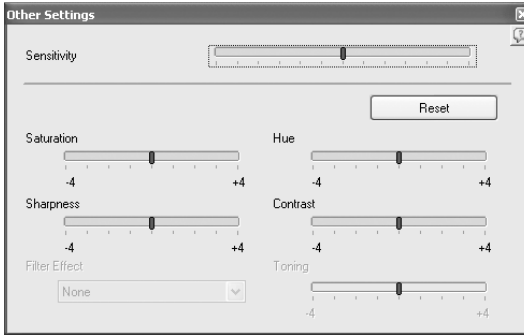 Other Settings
Sensitivity
Reset
Saturation
Hue
-4 +4
-4 +4
Sharpness
Contrast
-4 +4
-4 +4
Filter Effect
Toning
None
-4 +4